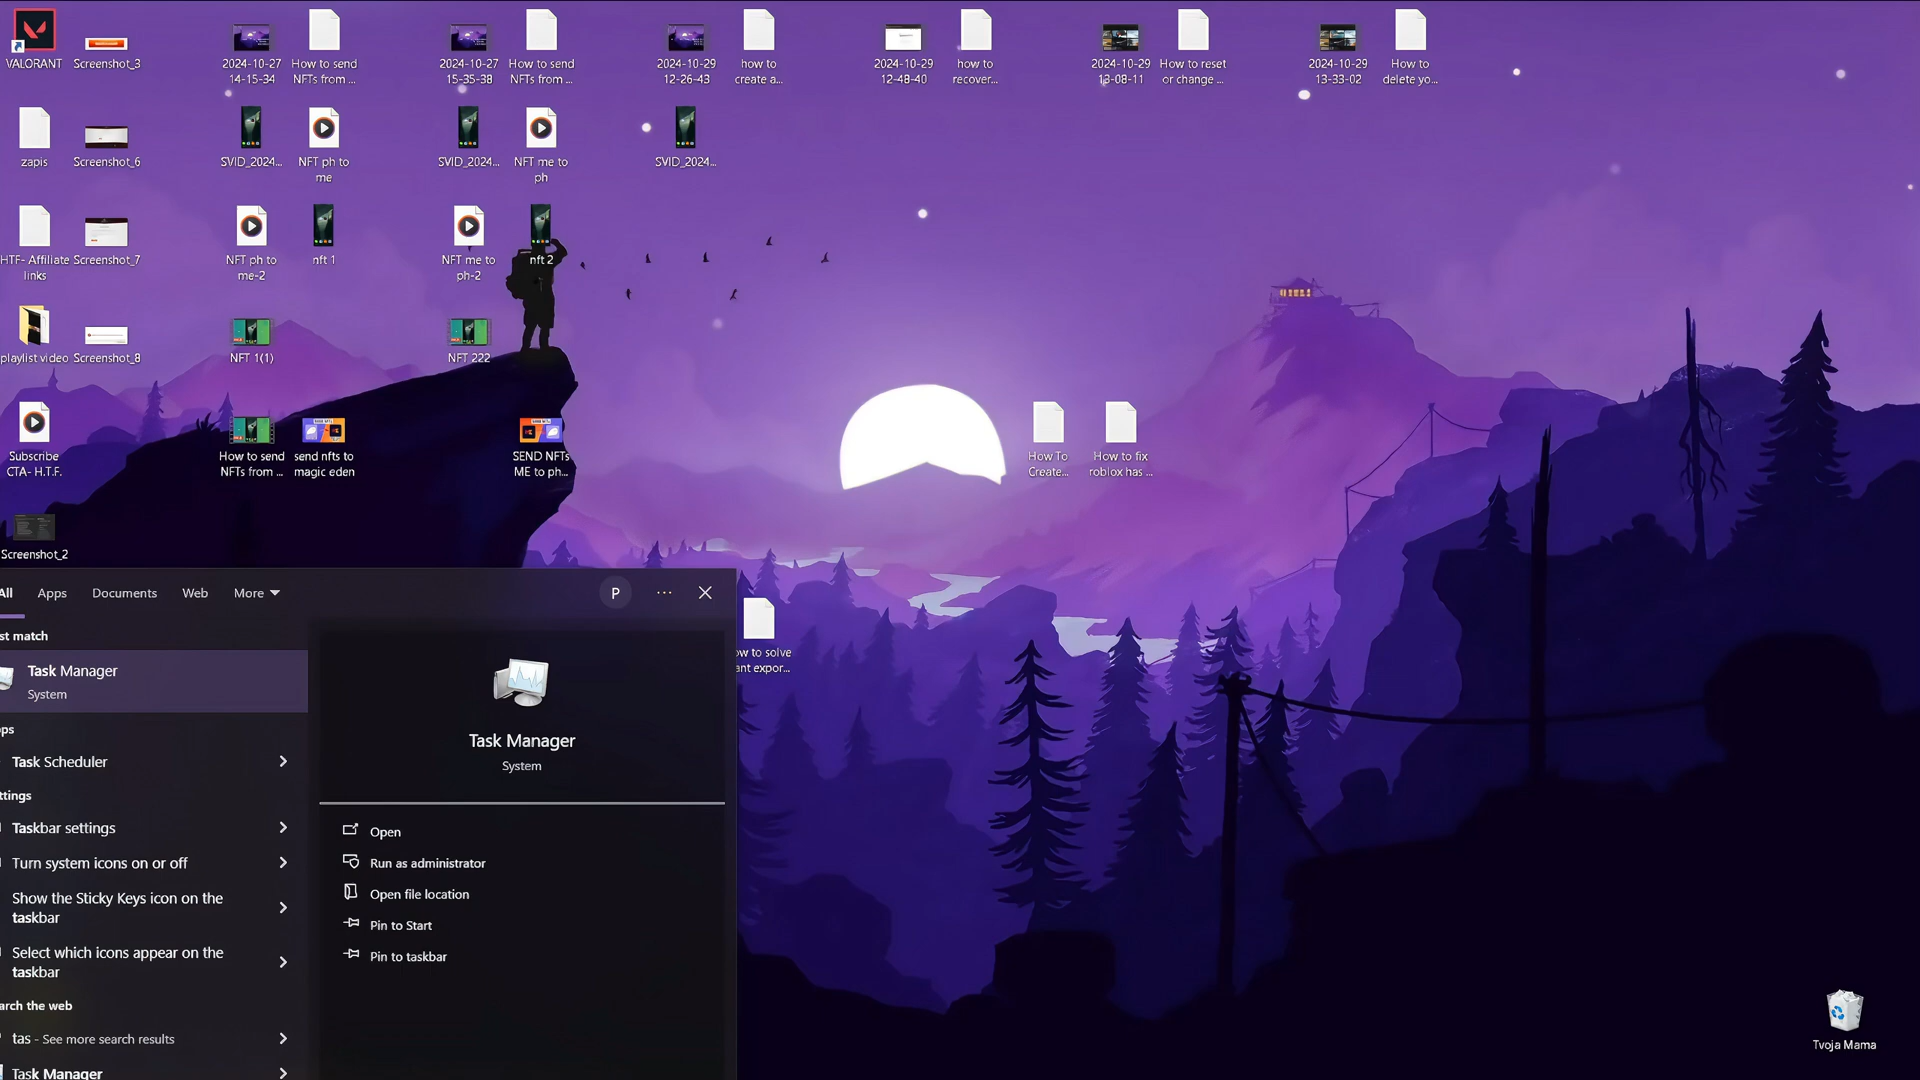 VALORANT
Screenshot_3
2024-10-27
14-15-34
How to send
NFTs from ...
2024-10-27
15-35-38
How to send
NFTs from ...
2024-10-29
12-26-43
how to
create a...
2024-10-29
12-48-40
how to
recover...
2024-10-29
13-08-11
How to reset
or change ...
2024-10-29
13-33-02
How to
delete yo...
zapis
Screenshot_6
SVID_2024...
NFT ph to
me
SVID_2024...
NFT me to
ph
SVID_2024...
HTF- Affiliate
links
Screenshot_7
NFT ph to
me-2
nft 1
NFT me to
ph-2
nft 2
playlist video
Screenshot_8
NFT 1(1)
NFT 222
Subscribe
CTA- H.T.F.
How to send
NFTs from ...
send nfts to
magic eden
SEND NFTs
ME to ph...
How To
Create...
How to fix
roblox has ...
Screenshot_2
All
Apps
Documents
Web
More
P
st match
Task Manager
System
ps
Task Scheduler
ttings
Taskbar settings
Turn system icons on or off
Show the Sticky Keys icon on the
taskbar
Select which icons appear on the
taskbar
arch the web
tas - See more search results
Task Manager
Task Manager
System
Open
Run as administrator
Open file location
Pin to Start
Pin to taskbar
ow to solve
ant expor...
Tvoja Mama